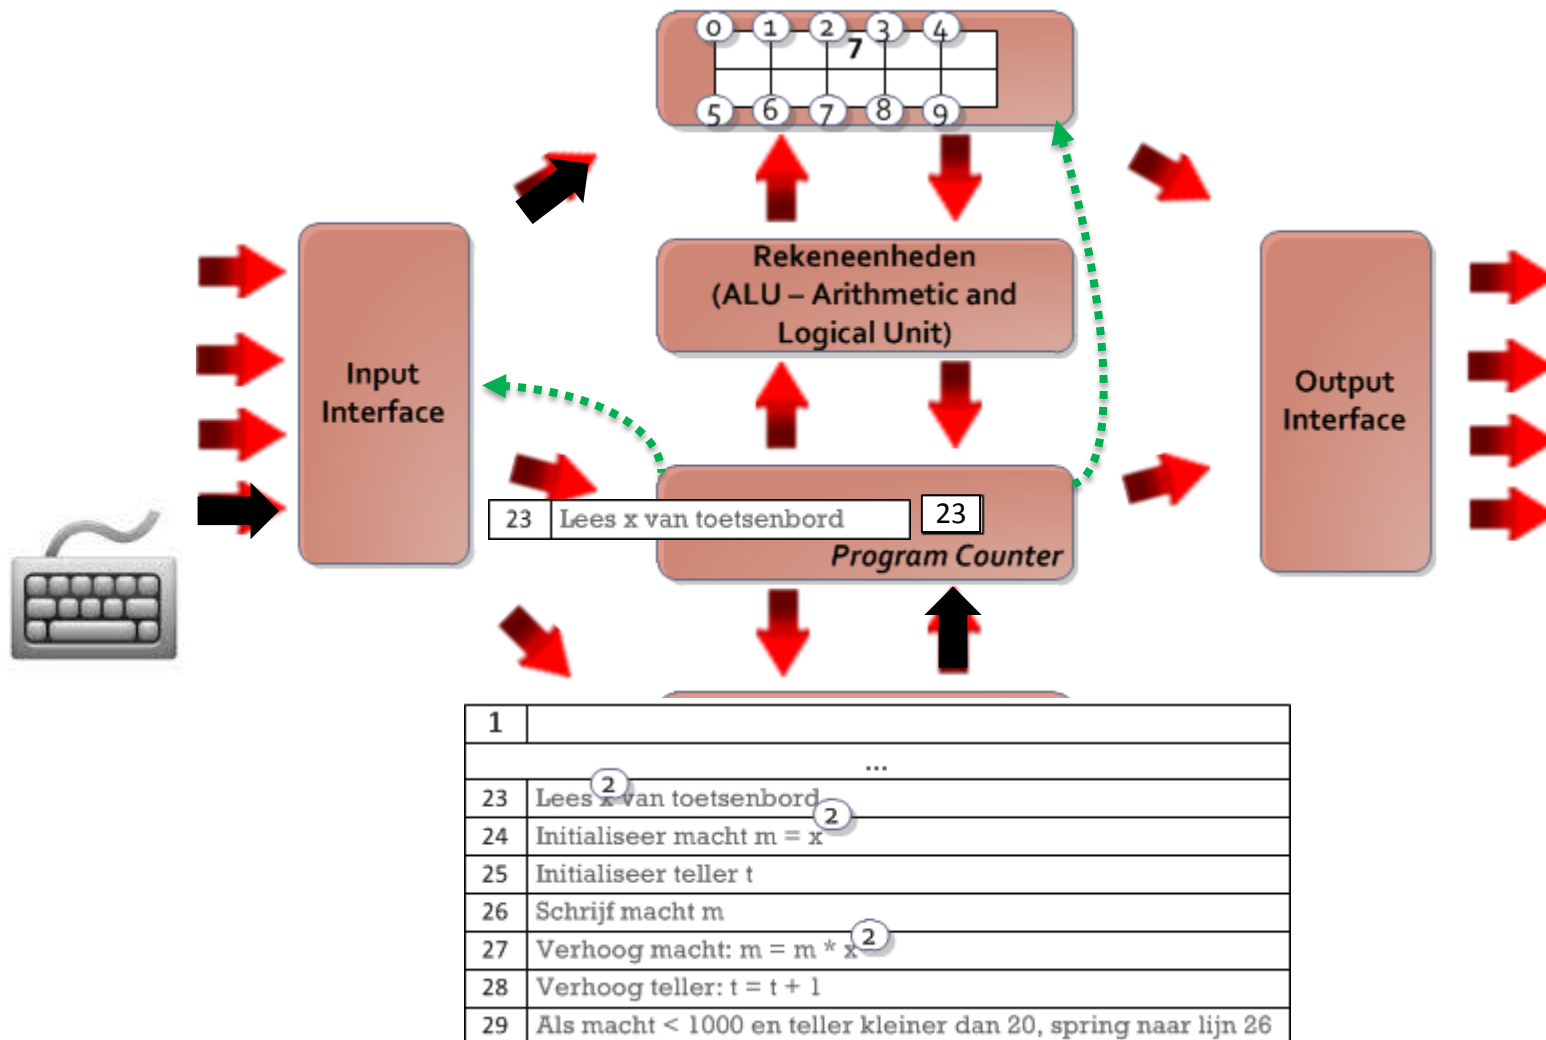 0 1 2 3 4
7
5 6 7 8 9
Rekeneenheden
(ALU – Arithmetic and
Logical Unit)
Input
Interface
Output
Interface
23 Lees x van toetsenbord 23
Program Counter
1
...
2
23 Lees x van toetsenbord
2
24 Initialiseer macht m = x
25 Initialiseer teller t
26 Schrijf macht m
2
27 Verhoog macht: m = m * x
28 Verhoog teller: t = t + 1
29 Als macht < 1000 en teller kleiner dan 20, spring naar lijn 26